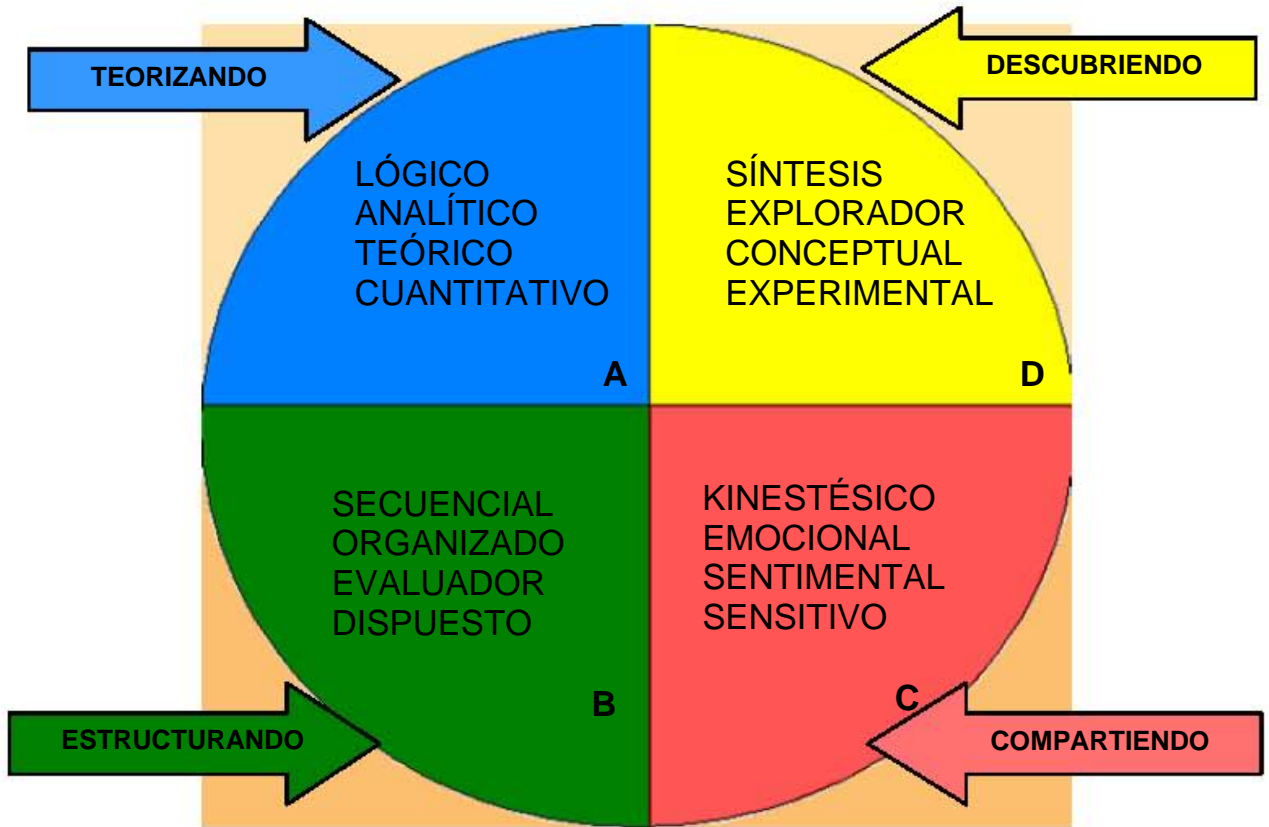 TEORIZANDO
DESCUBRIENDO
LÓGICO
ANALÍTICO
TEÓRICO
CUANTITATIVO
A
SÍNTESIS
EXPLORADOR
CONCEPTUAL
EXPERIMENTAL
D
SECUENCIAL
ORGANIZADO
EVALUADOR
DISPUESTO
B
KINESTÉSICO
EMOCIONAL
SENTIMENTAL
SENSITIVO
C
ESTRUCTURANDO
COMPARTIENDO